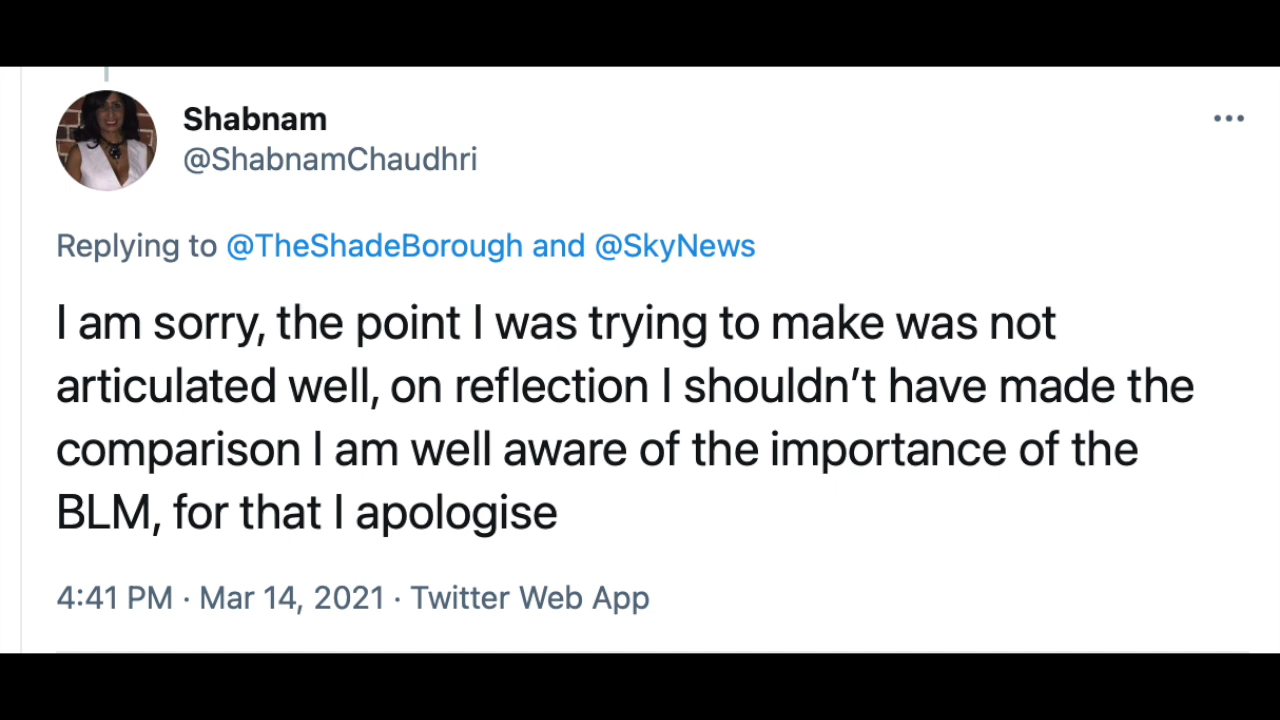 Shabnam
@ShabnamChaudhri
Replying to @TheShadeBorough and @SkyNews
I am sorry, the point I was trying to make was not
articulated well, on reflection I shouldn’t have made the
comparison I am well aware of the importance of the
BLM, for that I apologise
4:41 PM · Mar 14, 2021 · Twitter Web App